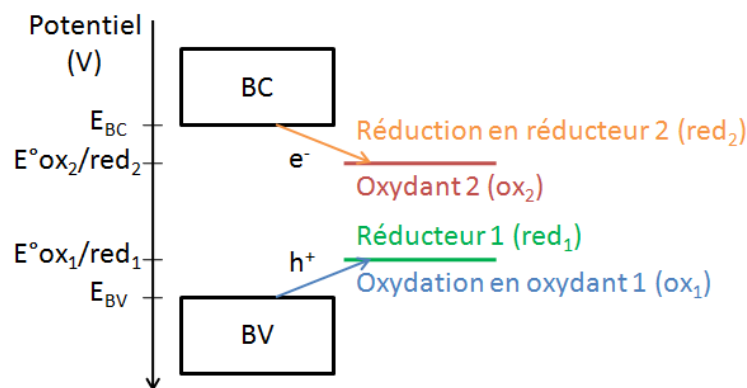 Potentiel
(V)
BC
E_BC
Réduction en réducteur 2 (red₂)
E°ox₂/red₂
e⁻
Oxydant 2 (ox₂)
Réducteur 1 (red₁)
E°ox₁/red₁
h⁺
Oxydation en oxydant 1 (ox₁)
E_BV
BV